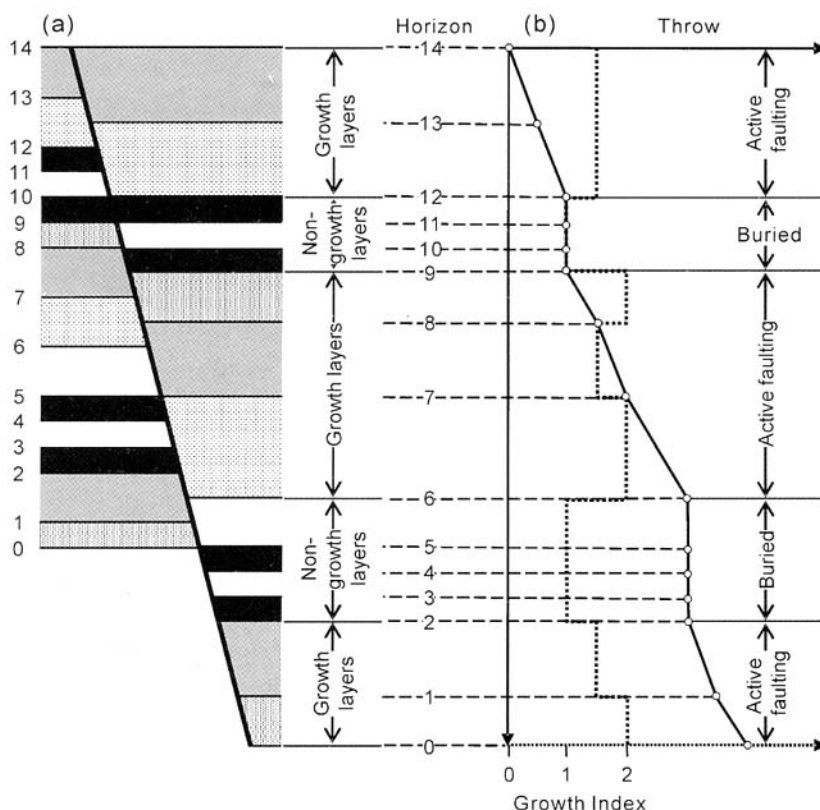 (a)
Horizon
(b)
Throw
14
13
12
11
10
9
8
7
6
5
4
3
2
1
0
Growth
layers
Non-
growth
layers
Growth layers
Non-
growth
layers
Growth
layers
14
13
12
11
10
9
8
7
6
5
4
3
2
1
0
Active
faulting
Buried
Active faulting
Buried
Active
faulting
0 1 2
Growth Index